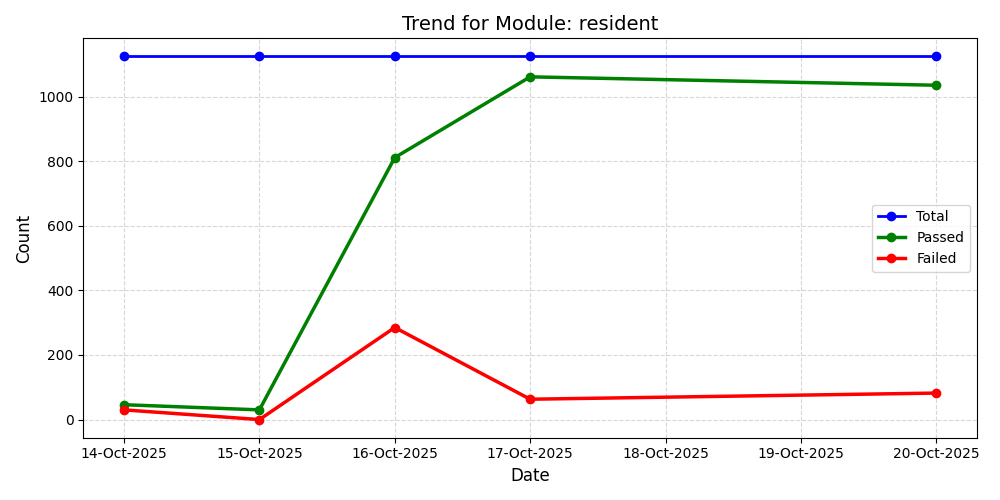 Trend for Module: resident
Count
1000
800
600
400
200
0
Total
Passed
Failed
14-Oct-2025 15-Oct-2025 16-Oct-2025 17-Oct-2025 18-Oct-2025 19-Oct-2025 20-Oct-2025
Date